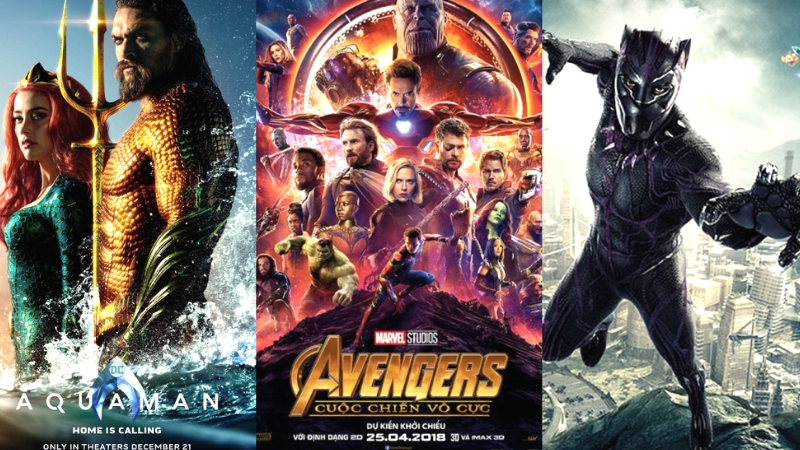 DC
AQUAMAN
HOME IS CALLING
ONLY IN THEATERS DECEMBER 21
MARVEL STUDIOS
AVENGERS
CUỘC CHIẾN VÔ CỰC
DỰ KIẾN KHỞI CHIẾU
VỚI ĐỊNH DẠNG 2D 25.04.2018 3D VÀ IMAX 3D